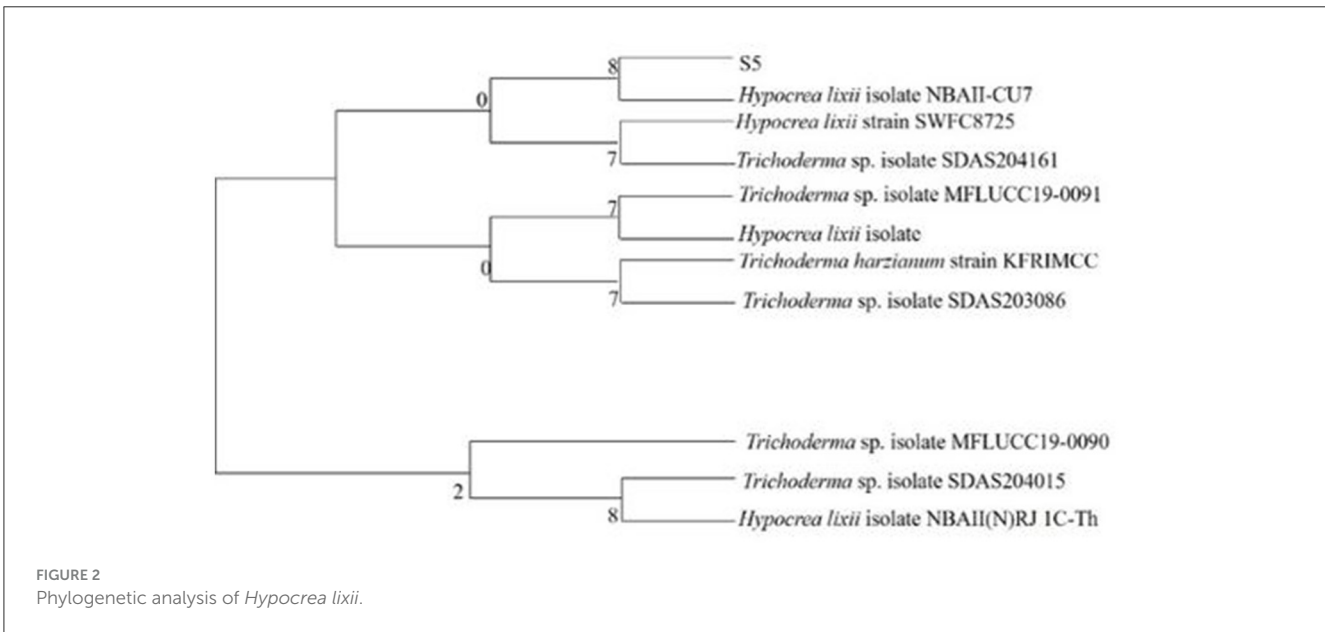 8
S5
0
Hypocrea lixii isolate NBAII-CU7
Hypocrea lixii strain SWFC8725
7
Trichoderma sp. isolate SDAS204161
7
Trichoderma sp. isolate MFLUCC19-0091
Hypocrea lixii isolate
0
Trichoderma harzianum strain KFRIMCC
7
Trichoderma sp. isolate SDAS203086
Trichoderma sp. isolate MFLUCC19-0090
2
Trichoderma sp. isolate SDAS204015
8
Hypocrea lixii isolate NBAII(N)RJ 1C-Th
FIGURE 2
Phylogenetic analysis of Hypocrea lixii.